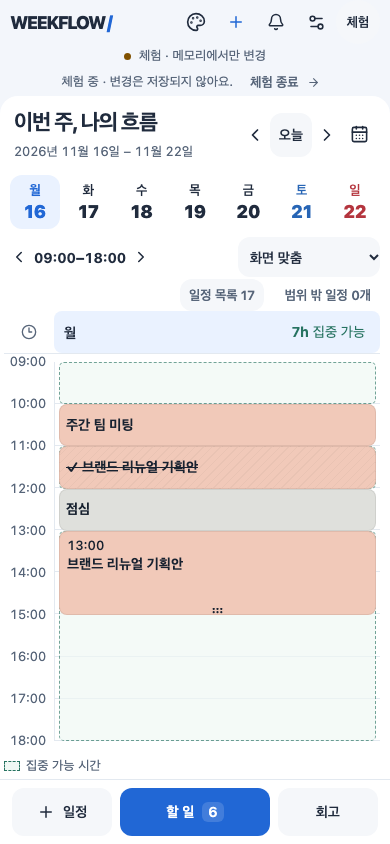 WEEKFLOW/ 체험
체험 · 메모리에서만 변경
체험 중 · 변경은 저장되지 않아요. 체험 종료 →
이번 주, 나의 흐름
오늘
2026년 11월 16일 – 11월 22일
월 화 수 목 금 토 일
16 17 18 19 20 21 22
09:00–18:00 화면 맞춤
일정 목록 17 범위 밖 일정 0개
월 7h 집중 가능
09:00
10:00
주간 팀 미팅
11:00
✓ 브랜드 리뉴얼 기획안
12:00
점심
13:00
13:00
브랜드 리뉴얼 기획안
14:00
15:00
16:00
17:00
18:00
집중 가능 시간
+ 일정 할 일 6 회고